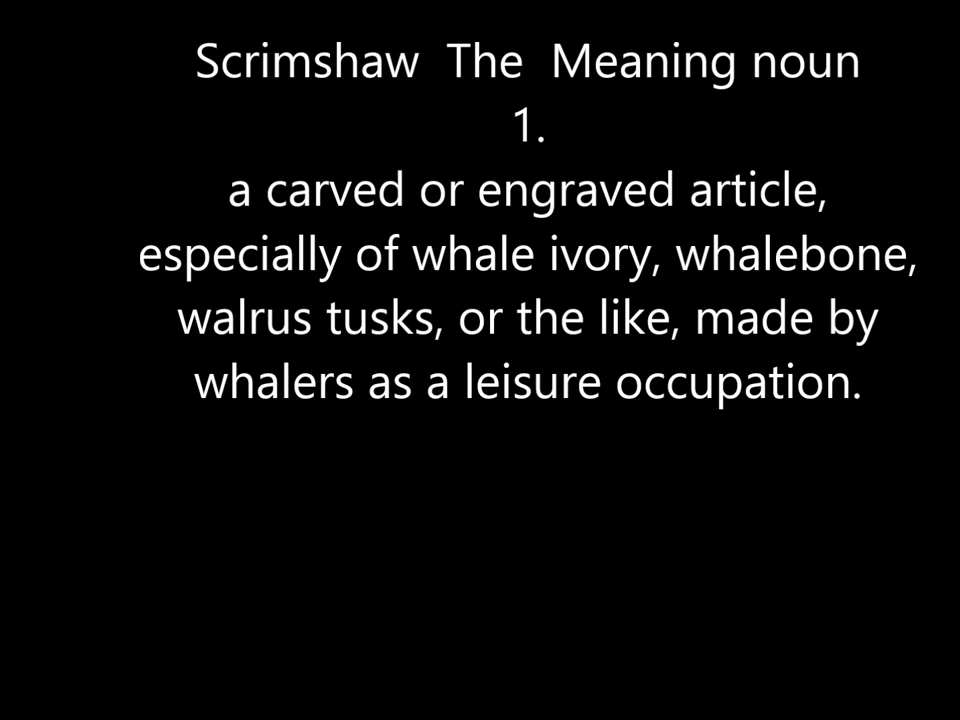 Scrimshaw  The  Meaning noun
1.
a carved or engraved article,
especially of whale ivory, whalebone,
walrus tusks, or the like, made by
whalers as a leisure occupation.